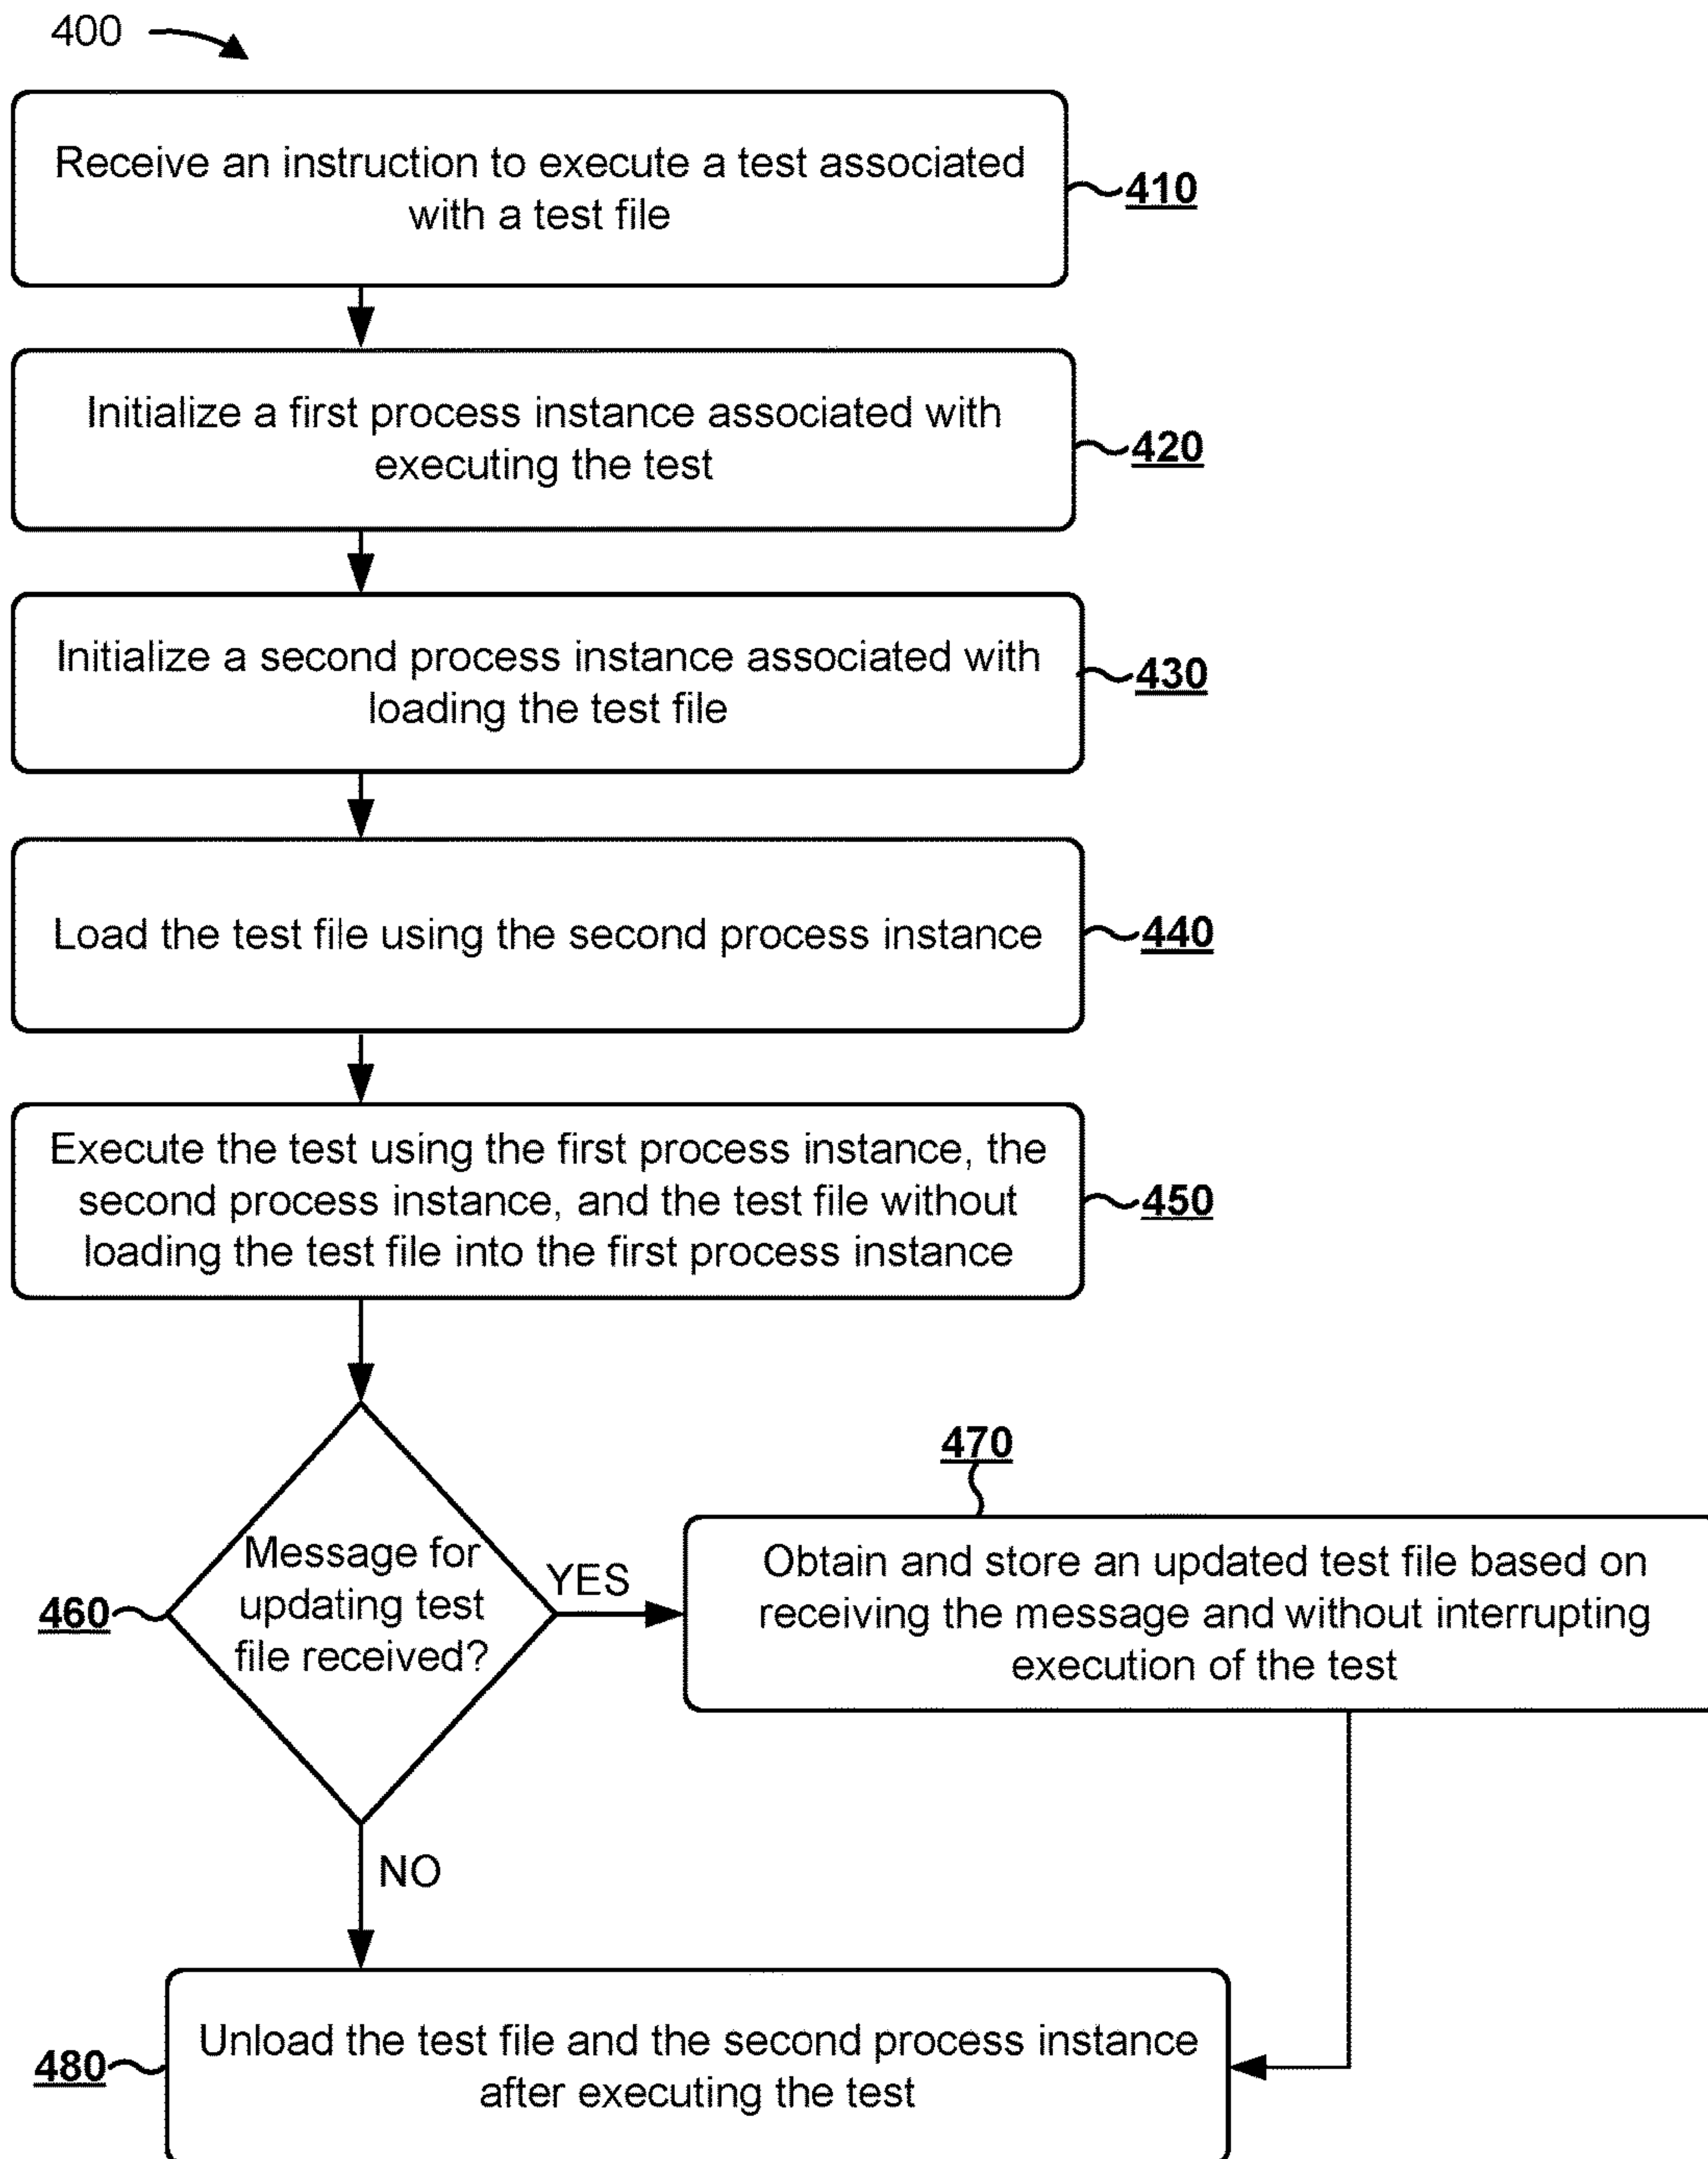 400
Receive an instruction to execute a test associated
with a test file
410
Initialize a first process instance associated with
executing the test
420
Initialize a second process instance associated with
loading the test file
430
Load the test file using the second process instance
440
Execute the test using the first process instance, the
second process instance, and the test file without
loading the test file into the first process instance
450
Message for
updating test
file received?
460
YES
470
Obtain and store an updated test file based on
receiving the message and without interrupting
execution of the test
NO
Unload the test file and the second process instance
after executing the test
480